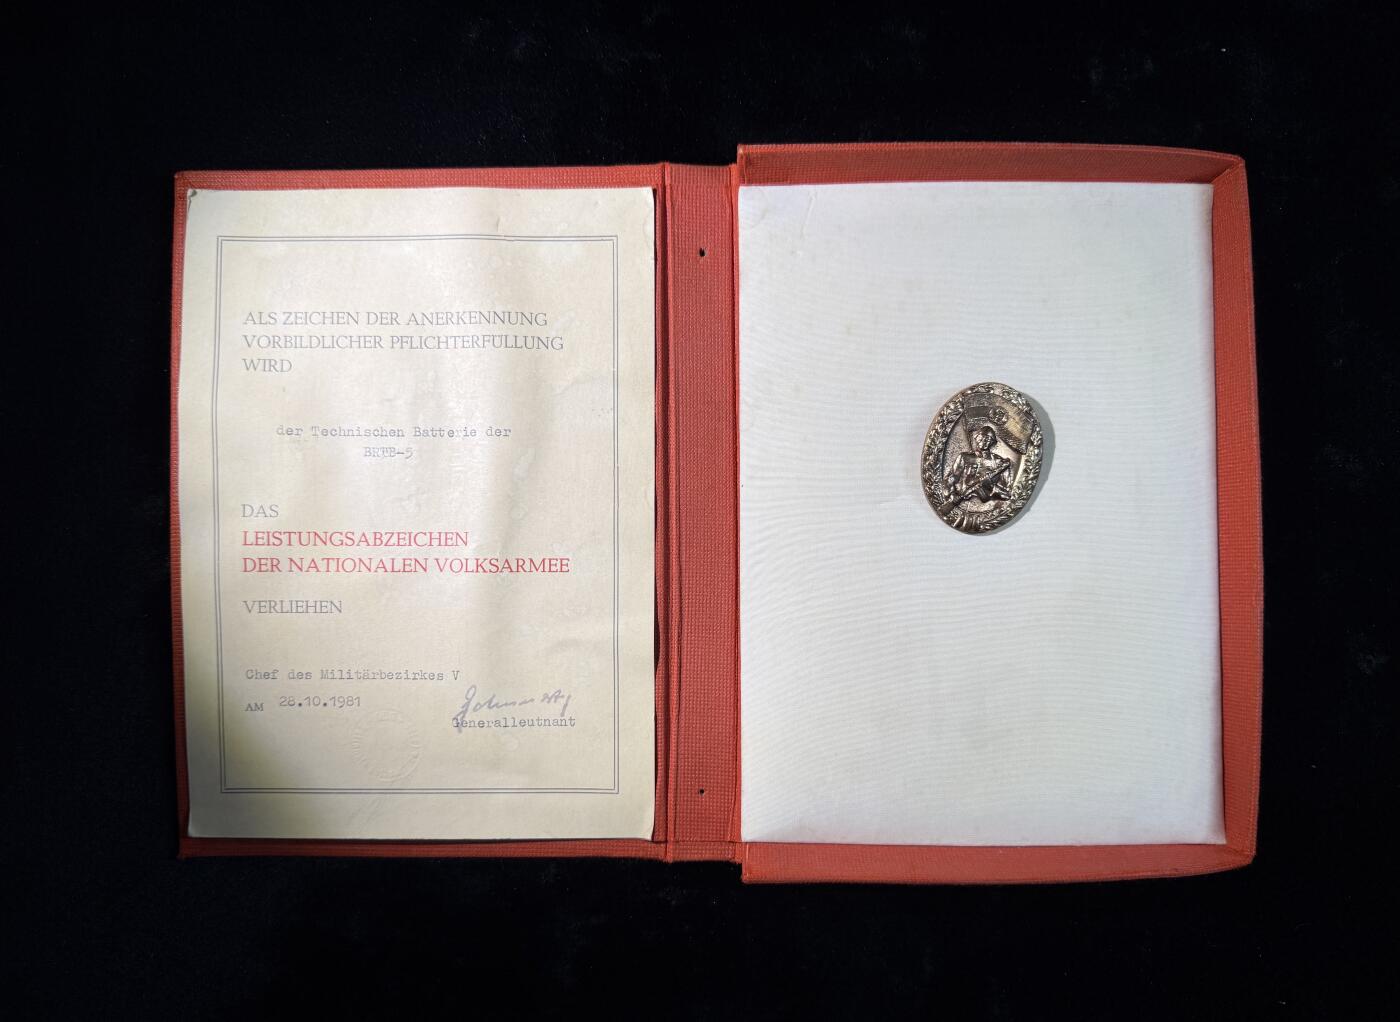 ALS ZEICHEN DER ANERKENNUNG
VORBILDLICHER PFLICHTERFÜLLUNG
WIRD
der Technischen Batterie der
BRTB-5
DAS
LEISTUNGSABZEICHEN
DER NATIONALEN VOLKSARMEE
VERLIEHEN
Chef des Militärbezirkes V
AM 28.10.1981
Generalleutnant